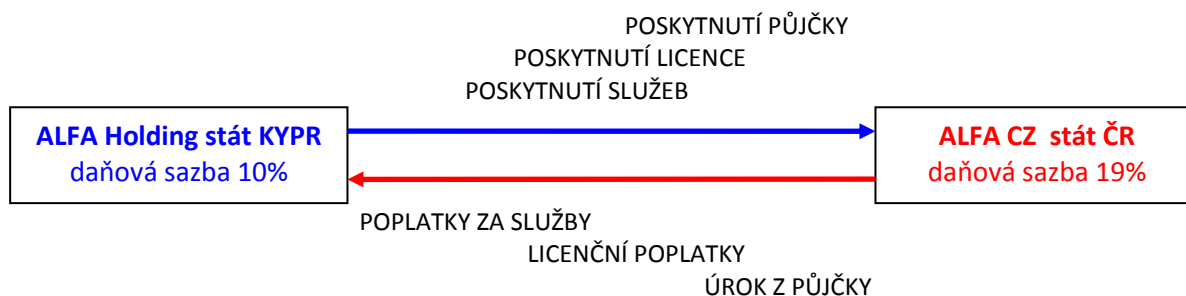 POSKYTNUTÍ PŮJČKY
POSKYTNUTÍ LICENCE
POSKYTNUTÍ SLUŽEB
ALFA Holding stát KYPR
daňová sazba 10%
ALFA CZ stát ČR
daňová sazba 19%
POPLATKY ZA SLUŽBY
LICENČNÍ POPLATKY
ÚROK Z PŮJČKY